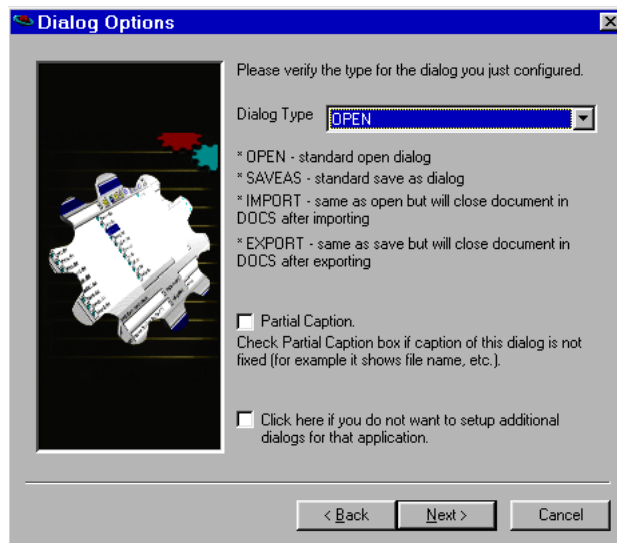 Dialog Options
Please verify the type for the dialog you just configured.
Dialog Type OPEN
* OPEN - standard open dialog
* SAVEAS - standard save as dialog
* IMPORT - same as open but will close document in
DOCS after importing
* EXPORT - same as save but will close document in
DOCS after exporting
Partial Caption.
Check Partial Caption box if caption of this dialog is not
fixed (for example it shows file name, etc.).
Click here if you do not want to setup additional
dialogs for that application.
< Back Next > Cancel